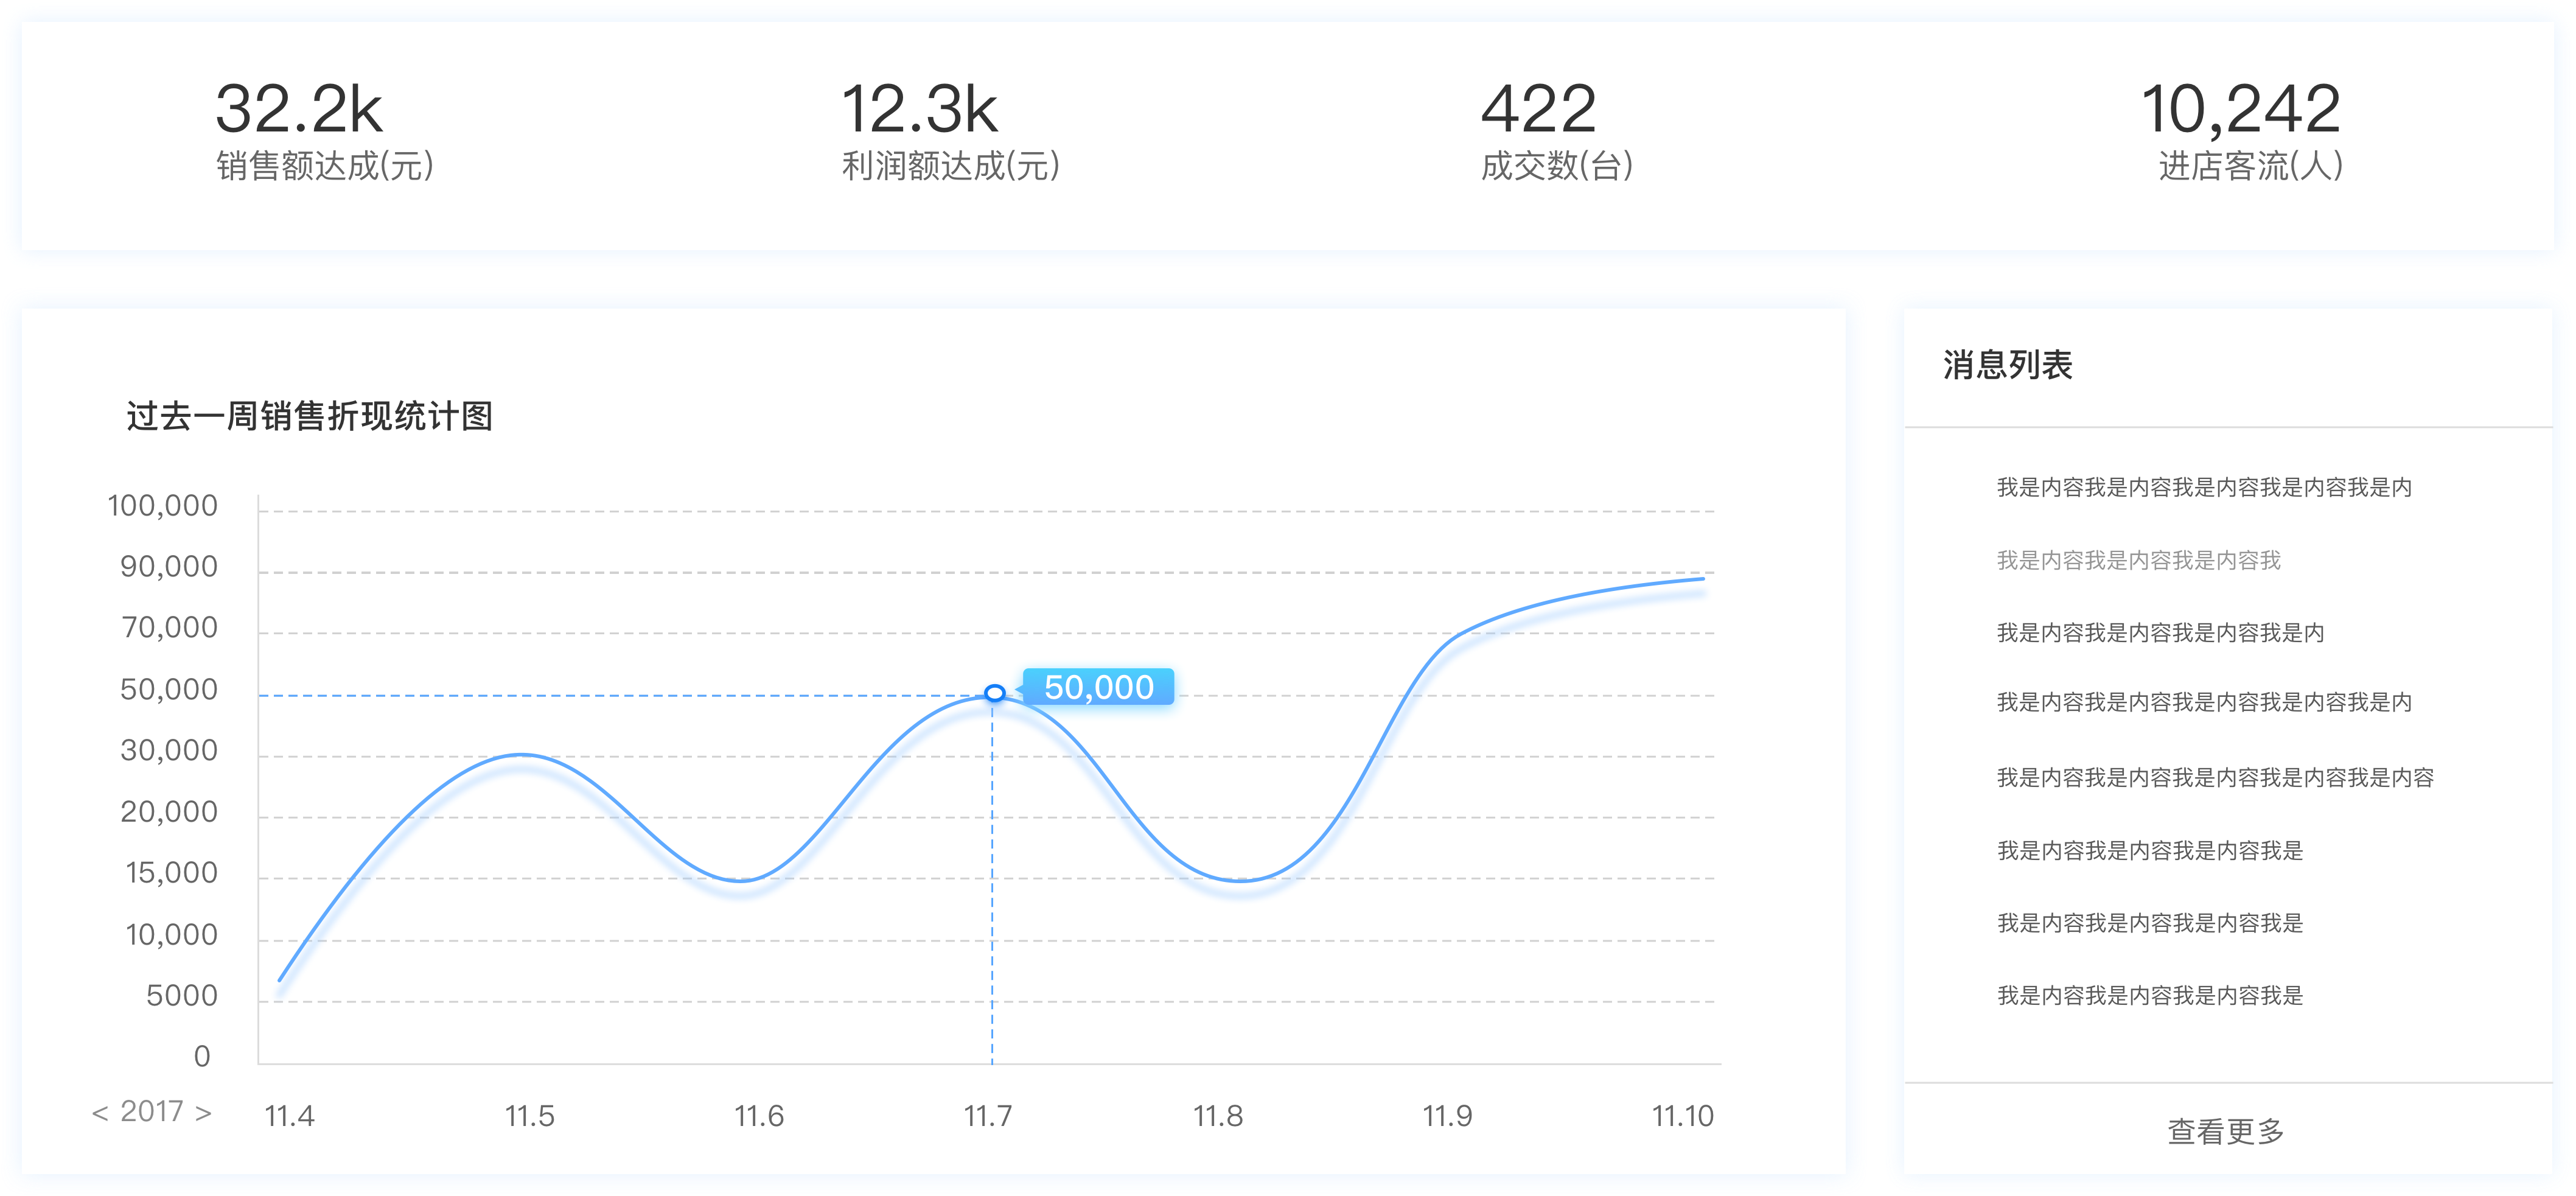 32.2k
销售额达成(元)
12.3k
利润额达成(元)
422
成交数(台)
10,242
进店客流(人)
过去一周销售折现统计图
100,000
90,000
70,000
50,000
30,000
20,000
15,000
10,000
5000
0
50,000
< 2017 >
11.4
11.5
11.6
11.7
11.8
11.9
11.10
消息列表
我是内容我是内容我是内容我是内容我是内
我是内容我是内容我是内容我
我是内容我是内容我是内容我是内
我是内容我是内容我是内容我是内容我是内
我是内容我是内容我是内容我是内容我是内容
我是内容我是内容我是内容我是
我是内容我是内容我是内容我是
我是内容我是内容我是内容我是
查看更多